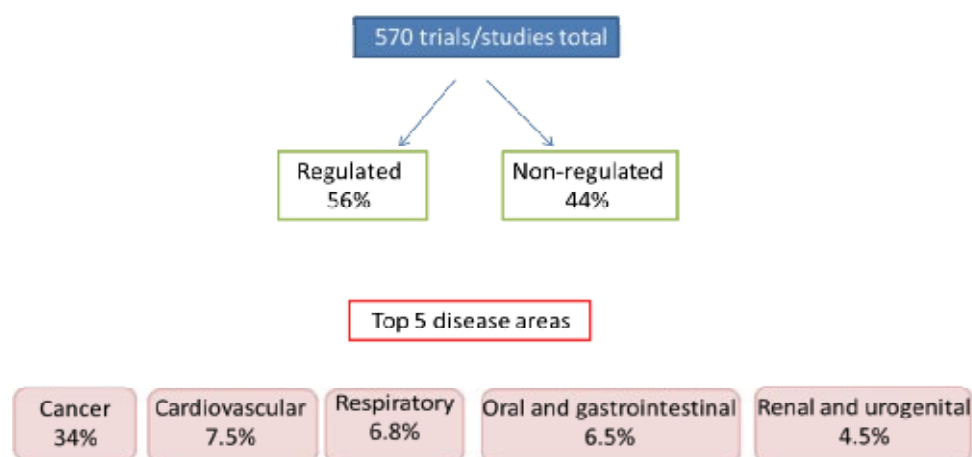 570 trials/studies total
Regulated
56%
Non-regulated
44%
Top 5 disease areas
Cancer
34%
Cardiovascular
7.5%
Respiratory
6.8%
Oral and gastrointestinal
6.5%
Renal and urogenital
4.5%